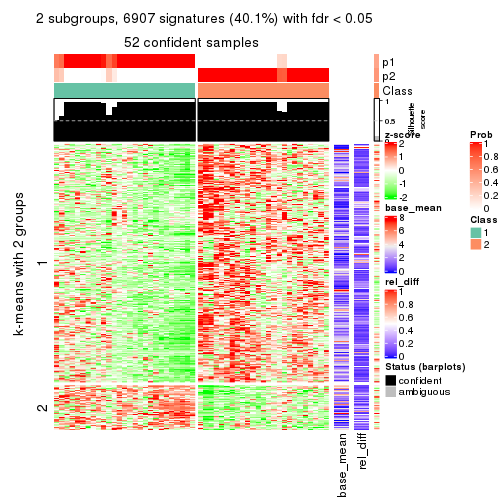 2 subgroups, 6907 signatures (40.1%) with fdr < 0.05
52 confident samples
p1
p2
Class
1
0.5
0
Silhouette
score
k-means with 2 groups
1
2
base_mean
rel_diff
z-score
2
1
0
-1
-2
base_mean
8
6
4
2
0
rel_diff
1
0.8
0.6
0.4
0.2
0
Status (barplots)
confident
ambiguous
Prob
1
0.8
0.6
0.4
0.2
0
Class
1
2